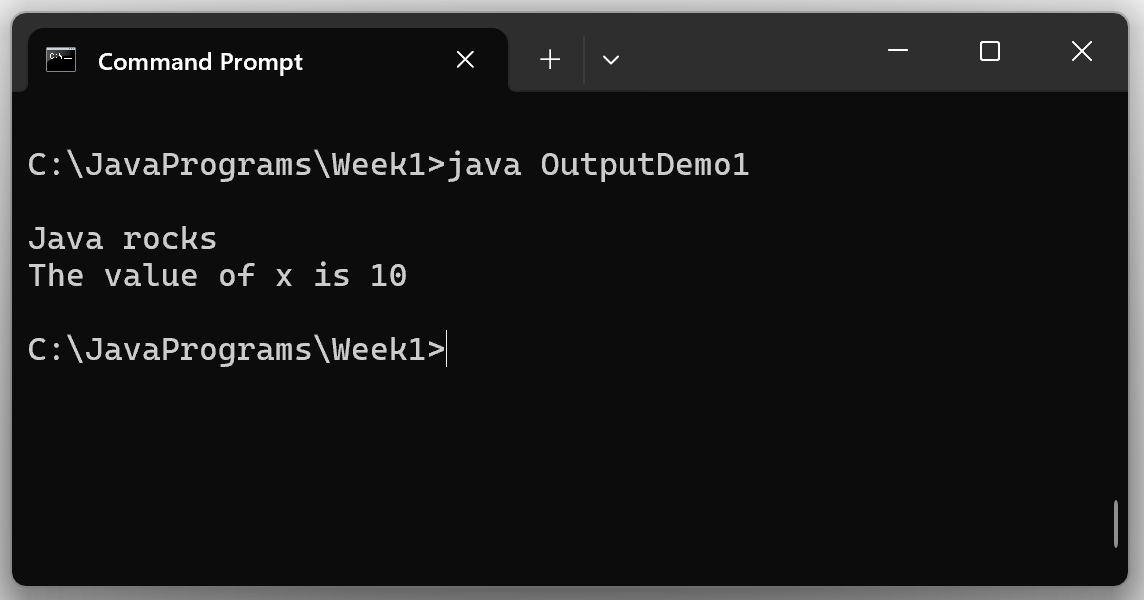 Command Prompt
C:\JavaPrograms\Week1>java OutputDemo1
Java rocks
The value of x is 10
C:\JavaPrograms\Week1>